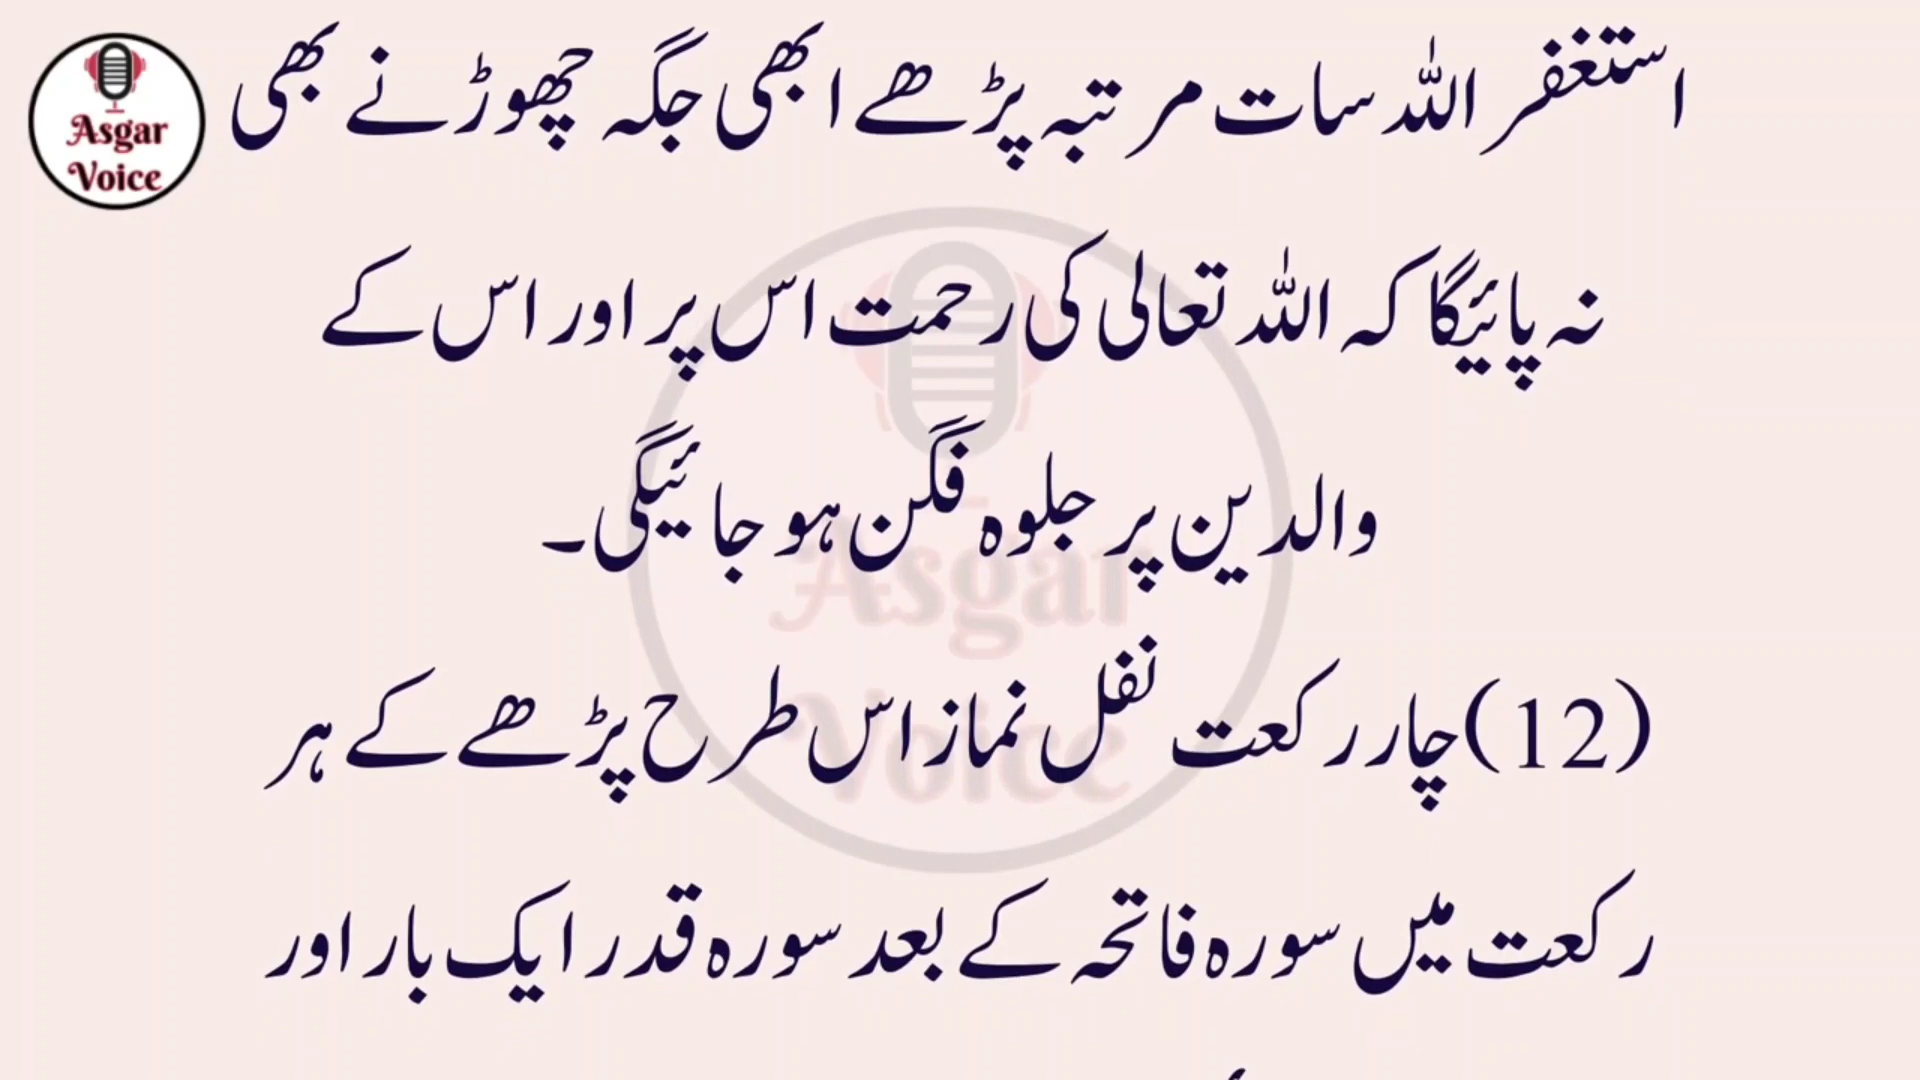 Asgar
Voice
استغفر اللہ سات مرتبہ پڑھے ابھی جگہ چھوڑنے بھی
نہ پائیگا کہ اللہ تعالی کی رحمت اس پر اور اس کے
والدین پر جلوہ فگن ہو جائیگی۔
(12) چار رکعت نفل نماز اس طرح پڑھے کے ہر
رکعت میں سورہ فاتحہ کے بعد سورہ قدر ایک بار اور
Asgar
Voice